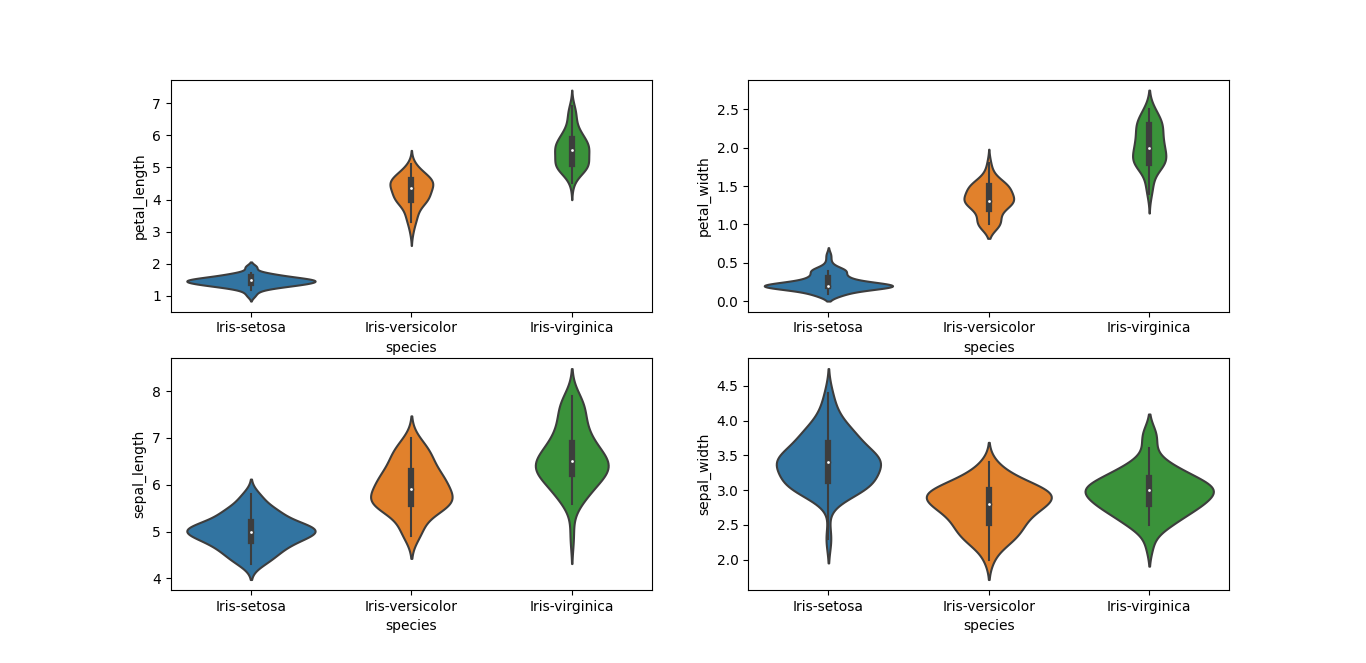 petal_length
7
6
5
4
3
2
1
Iris-setosa Iris-versicolor Iris-virginica
species
petal_width
2.5
2.0
1.5
1.0
0.5
0.0
Iris-setosa Iris-versicolor Iris-virginica
species
sepal_length
8
7
6
5
4
Iris-setosa Iris-versicolor Iris-virginica
species
sepal_width
4.5
4.0
3.5
3.0
2.5
2.0
Iris-setosa Iris-versicolor Iris-virginica
species